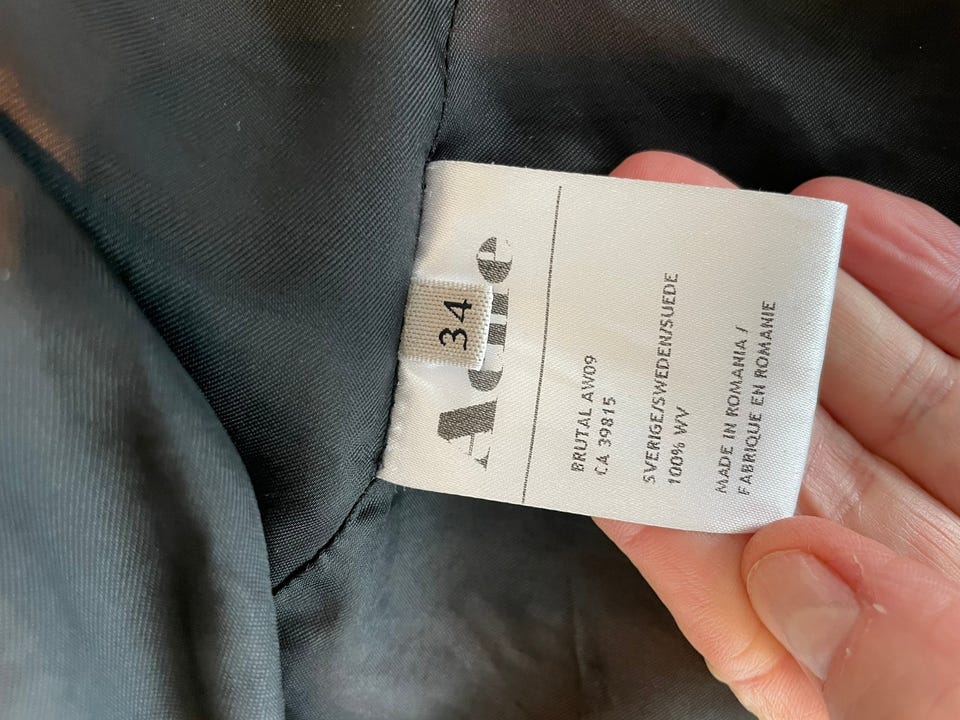 Acne
34
BRUTAL AW09
CA 39815
SVERIGE/SWEDEN/SUEDE
100% WV
MADE IN ROMANIA /
FABRIQUE EN ROMANIE